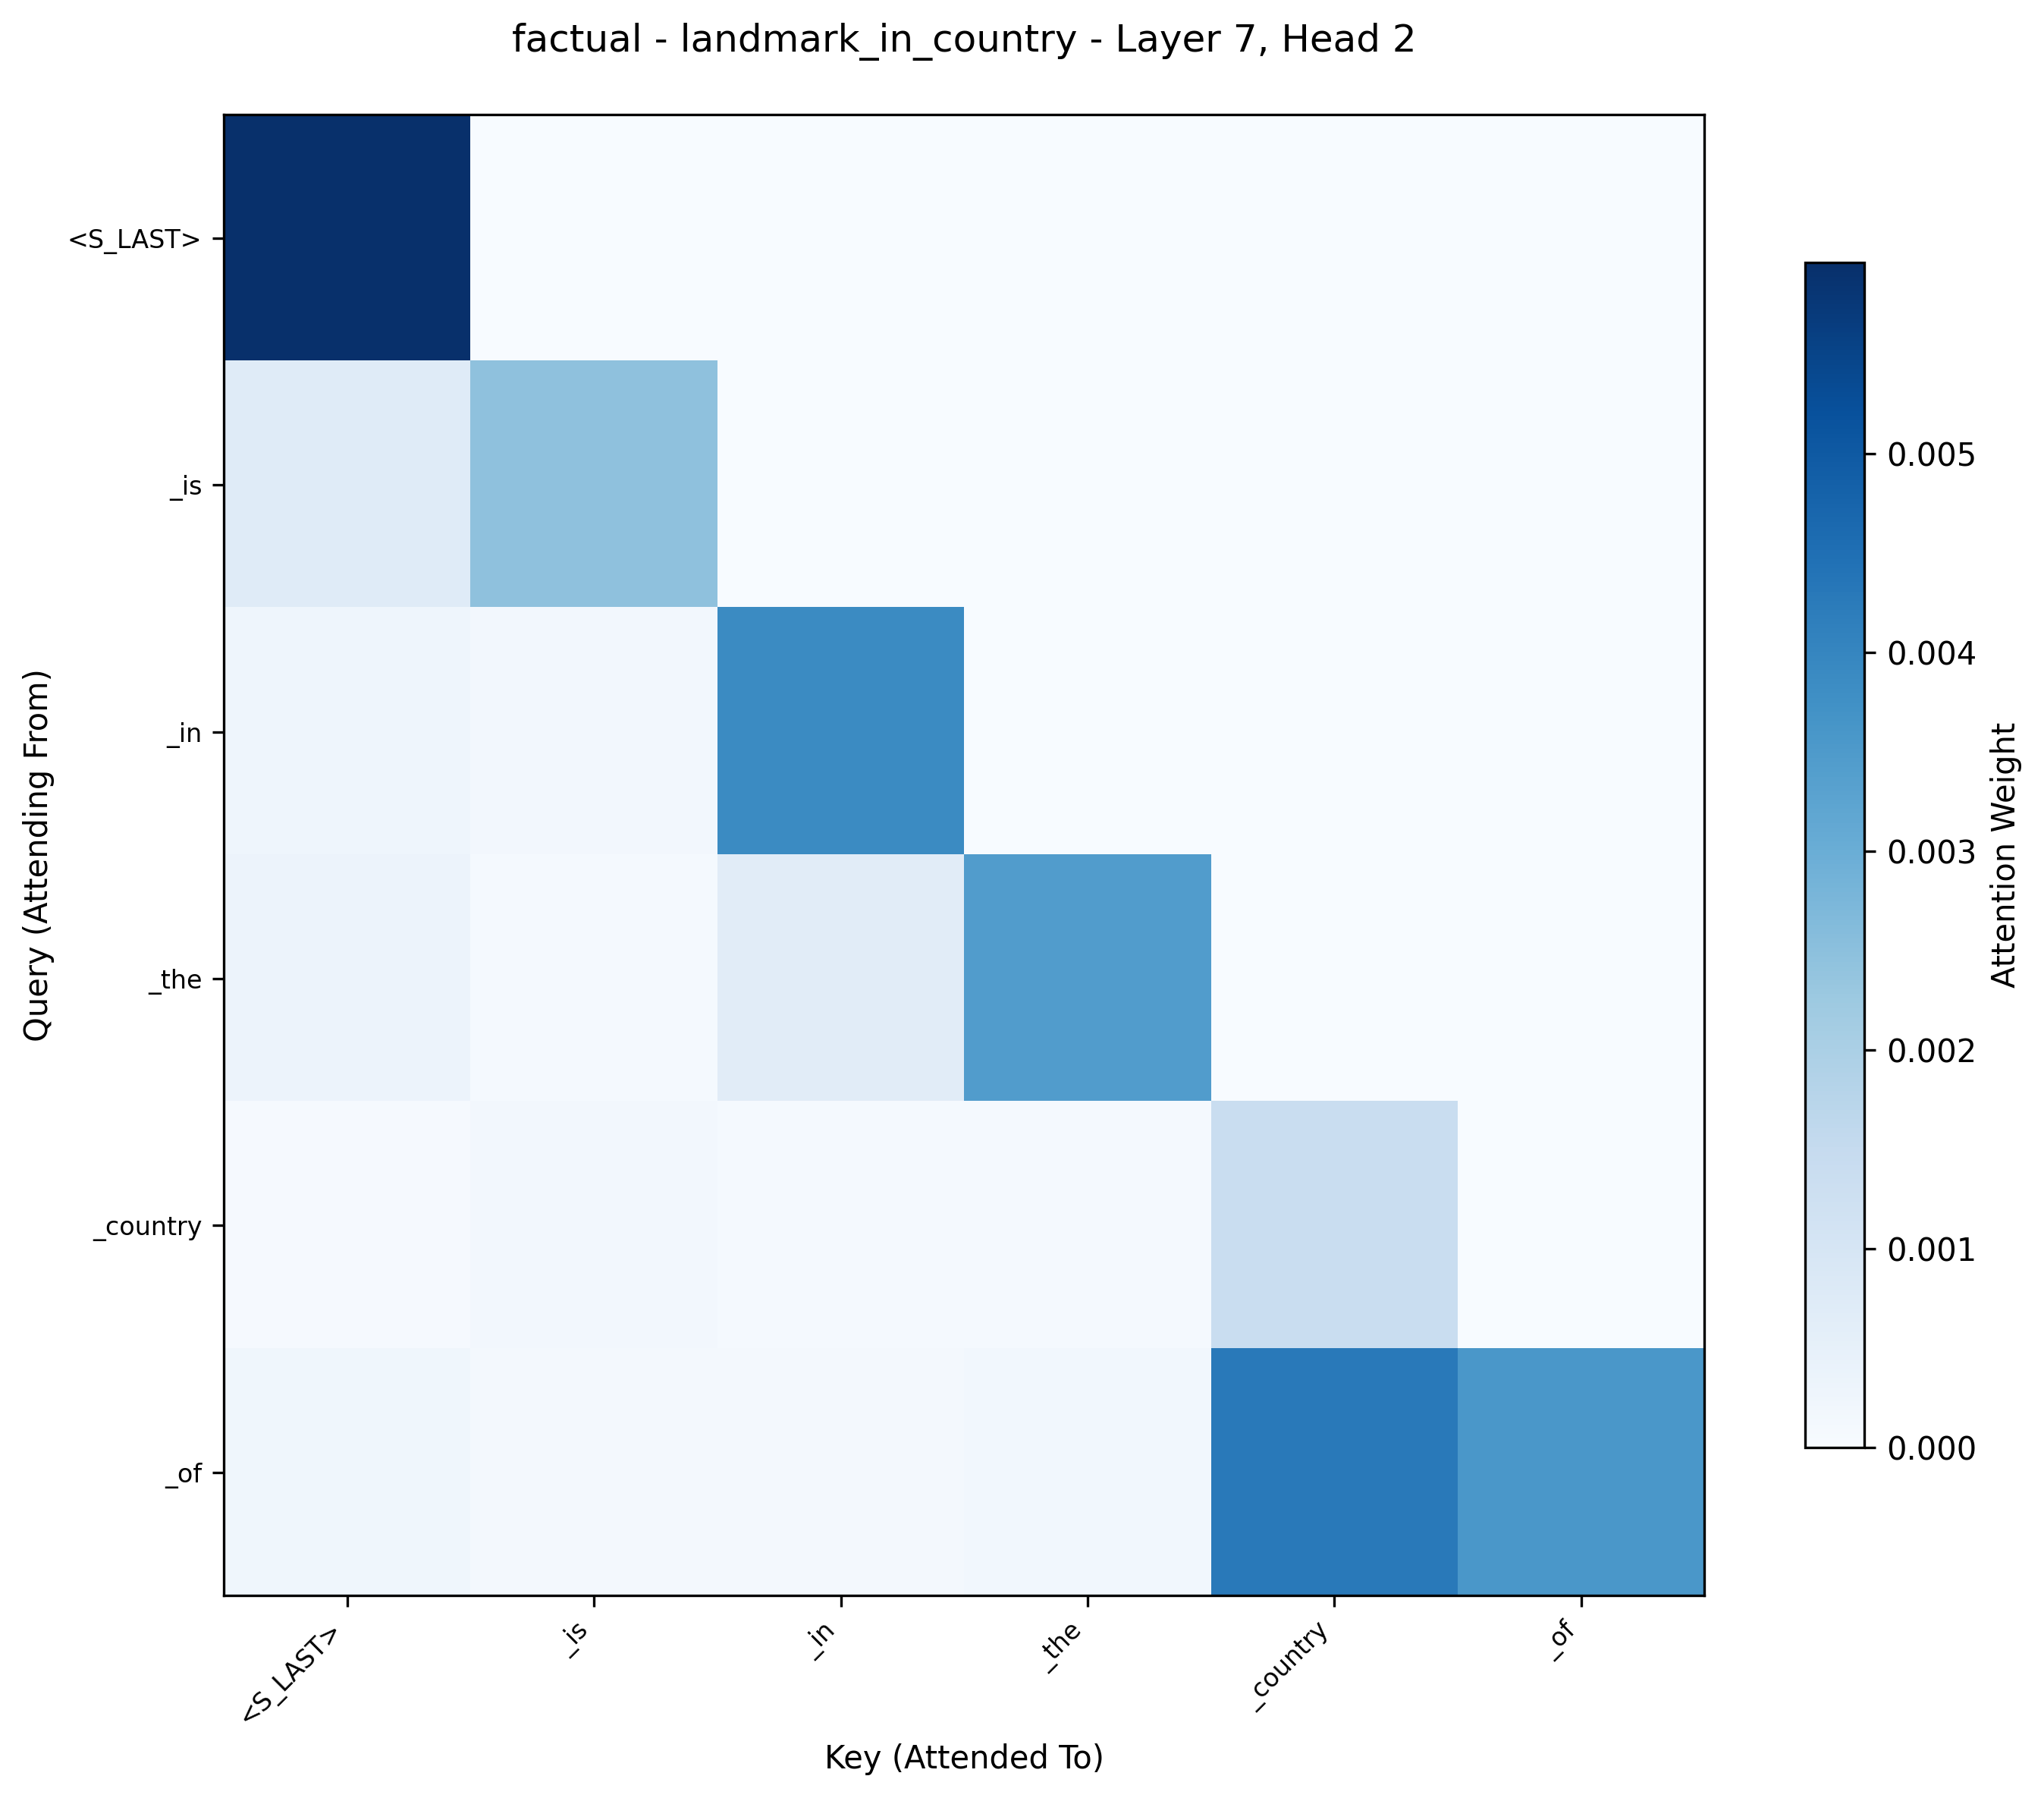 factual - landmark_in_country - Layer 7, Head 2
Query (Attending From)
<S_LAST>
_is
_in
_the
_country
_of
<S_LAST>
_is
_in
_the
_country
_of
Key (Attended To)
0.005
0.004
0.003
0.002
0.001
0.000
Attention Weight